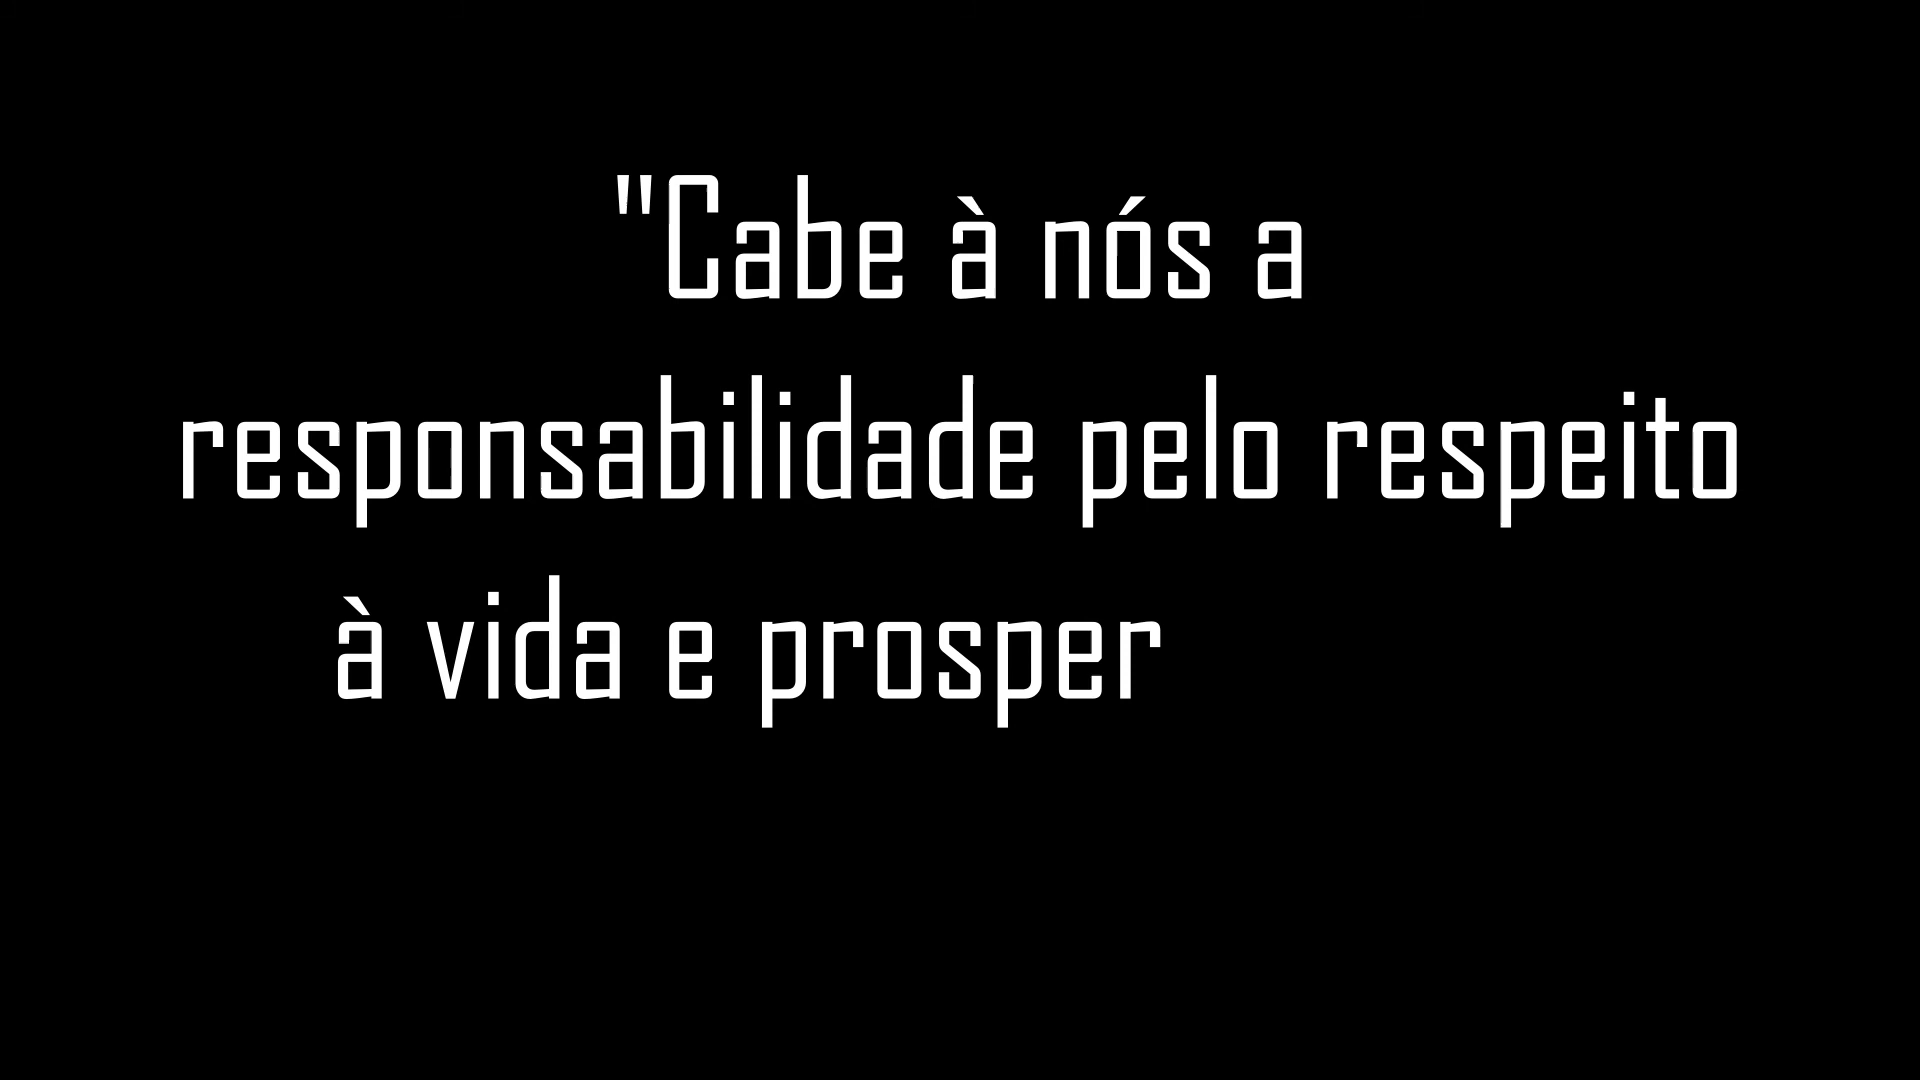 "Cabe à nós a
responsabilidade pelo respeito
à vida e prosper